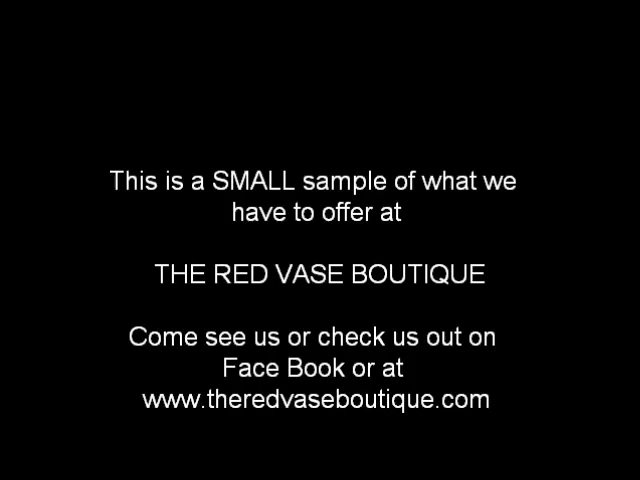 This is a SMALL sample of what we
have to offer at
THE RED VASE BOUTIQUE
Come see us or check us out on
Face Book or at
www.theredvaseboutique.com